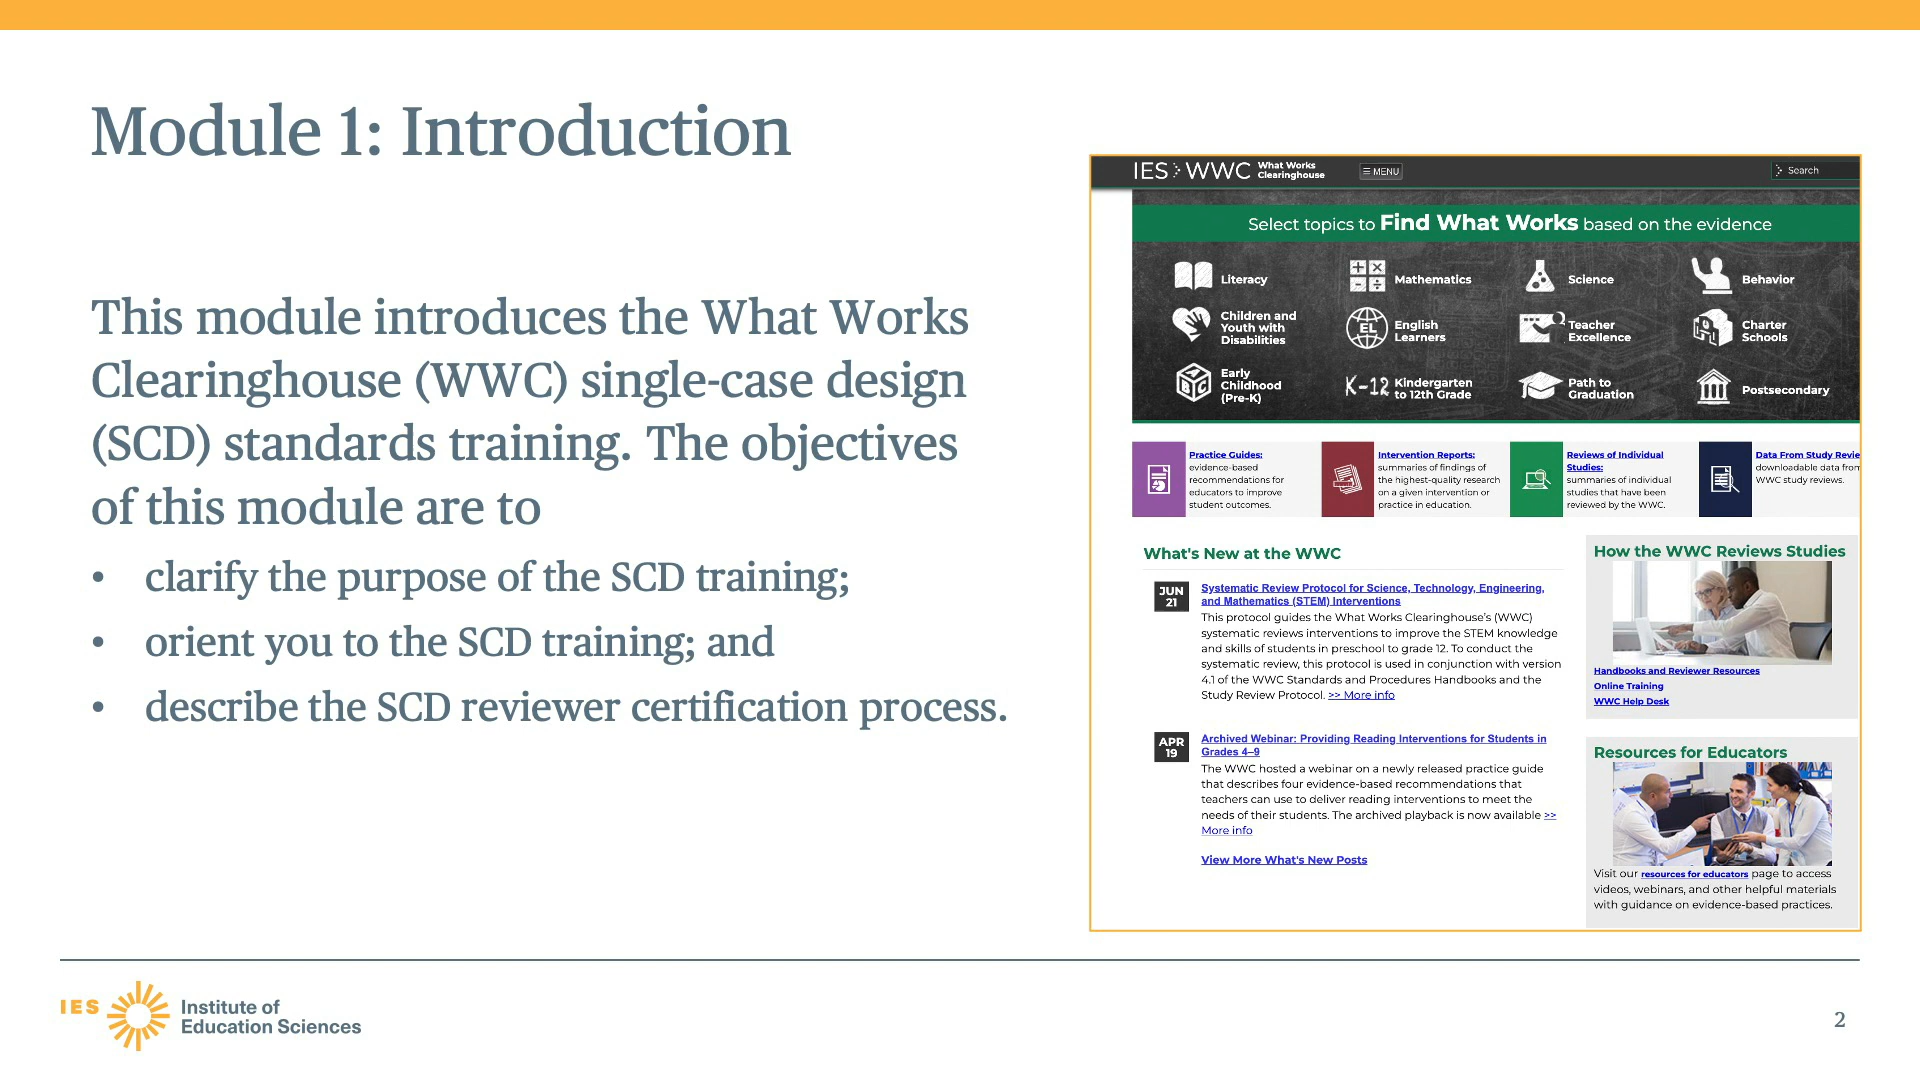 Module 1: Introduction
This module introduces the What Works
Clearinghouse (WWC) single-case design
(SCD) standards training. The objectives
of this module are to
• clarify the purpose of the SCD training;
• orient you to the SCD training; and
• describe the SCD reviewer certification process.
IES WWC What Works
Clearinghouse
☰ MENU
Search
Select topics to Find What Works based on the evidence
Literacy
Mathematics
Science
Behavior
Children and
Youth with
Disabilities
EL
English
Learners
Teacher
Excellence
Charter
Schools
ABC
Early
Childhood
(Pre-K)
K-12
Kindergarten
to 12th Grade
Path to
Graduation
Postsecondary
Practice Guides:
evidence-based
recommendations for
educators to improve
student outcomes.
Intervention Reports:
summaries of findings of
the highest-quality research
on a given intervention or
practice in education.
Reviews of Individual
Studies:
summaries of individual
studies that have been
reviewed by the WWC.
Data From Study Revie
downloadable data from
WWC study reviews.
What's New at the WWC
JUN
21
Systematic Review Protocol for Science, Technology, Engineering,
and Mathematics (STEM) Interventions
This protocol guides the What Works Clearinghouse's (WWC)
systematic reviews interventions to improve the STEM knowledge
and skills of students in preschool to grade 12. To conduct the
systematic review, this protocol is used in conjunction with version
4.1 of the WWC Standards and Procedures Handbooks and the
Study Review Protocol. >> More info
APR
19
Archived Webinar: Providing Reading Interventions for Students in
Grades 4–9
The WWC hosted a webinar on a newly released practice guide
that describes four evidence-based recommendations that
teachers can use to deliver reading interventions to meet the
needs of their students. The archived playback is now available >>
More info
View More What's New Posts
How the WWC Reviews Studies
Handbooks and Reviewer Resources
Online Training
WWC Help Desk
Resources for Educators
Visit our resources for educators page to access
videos, webinars, and other helpful materials
with guidance on evidence-based practices.
IES
Institute of
Education Sciences
2